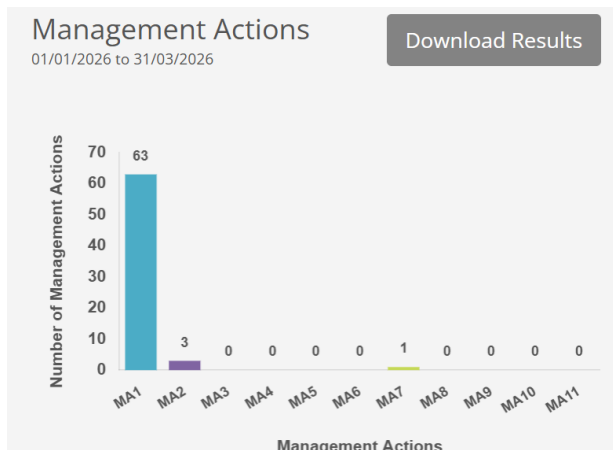 Management Actions
Download Results
01/01/2026 to 31/03/2026
Number of Management Actions
70
60
50
40
30
20
10
0
63
3
0
0
0
0
1
0
0
0
0
MA1
MA2
MA3
MA4
MA5
MA6
MA7
MA8
MA9
MA10
MA11
Management Actions